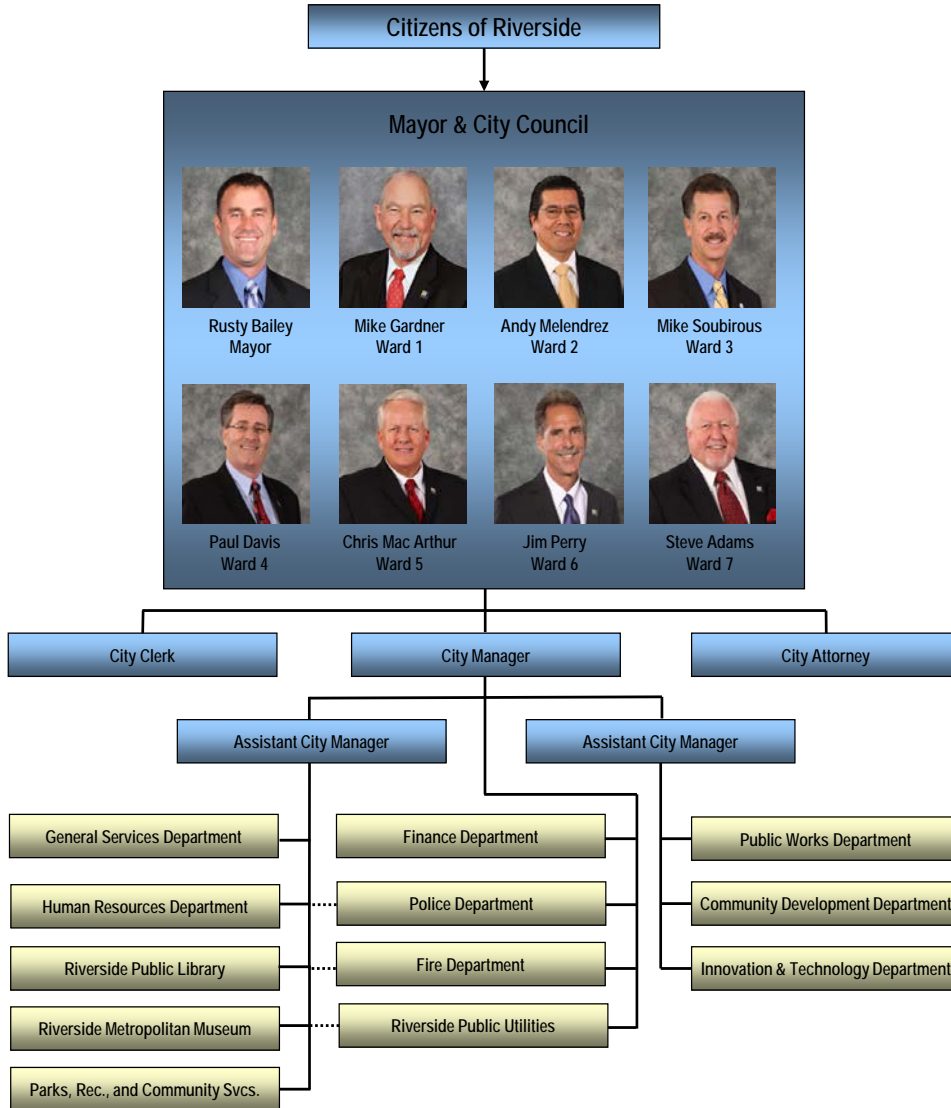 Citizens of Riverside
Mayor & City Council
Rusty Bailey
Mayor
Mike Gardner
Ward 1
Andy Melendrez
Ward 2
Mike Soubirous
Ward 3
Paul Davis
Ward 4
Chris Mac Arthur
Ward 5
Jim Perry
Ward 6
Steve Adams
Ward 7
City Clerk
City Manager
City Attorney
Assistant City Manager
Assistant City Manager
General Services Department
Finance Department
Public Works Department
Human Resources Department
Police Department
Community Development Department
Riverside Public Library
Fire Department
Innovation & Technology Department
Riverside Metropolitan Museum
Riverside Public Utilities
Parks, Rec., and Community Svcs.